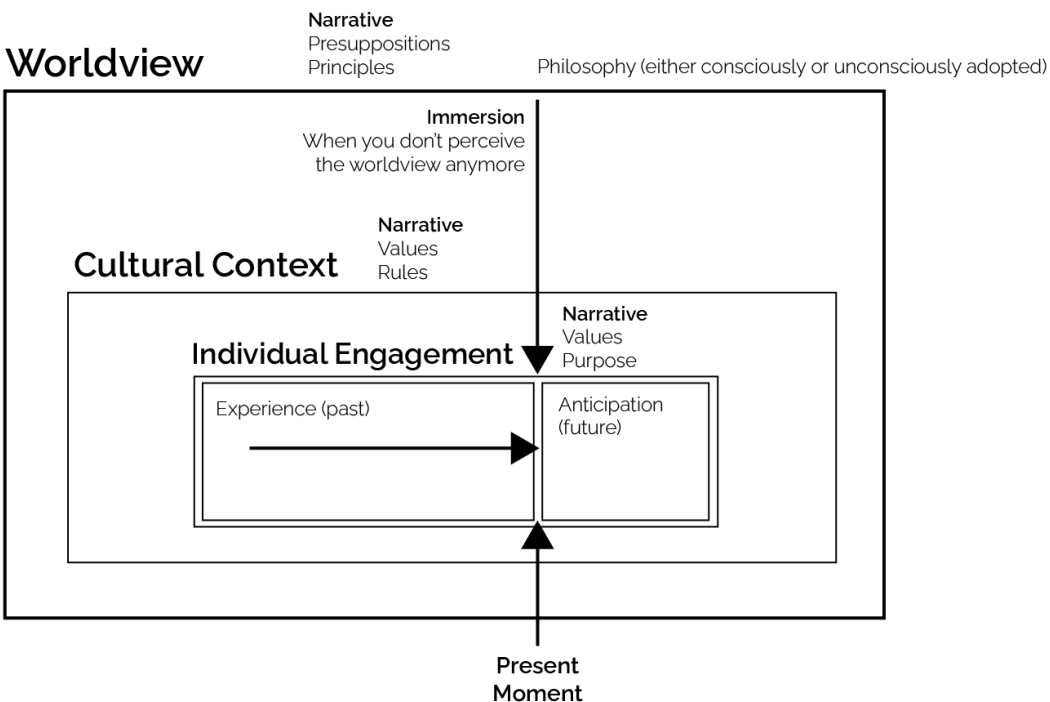 Narrative
Presuppositions
Principles
Worldview
Philosophy (either consciously or unconsciously adopted)
Immersion
When you don't perceive
the worldview anymore
Narrative
Values
Rules
Cultural Context
Narrative
Values
Purpose
Individual Engagement
Experience (past)
Anticipation
(future)
Present
Moment